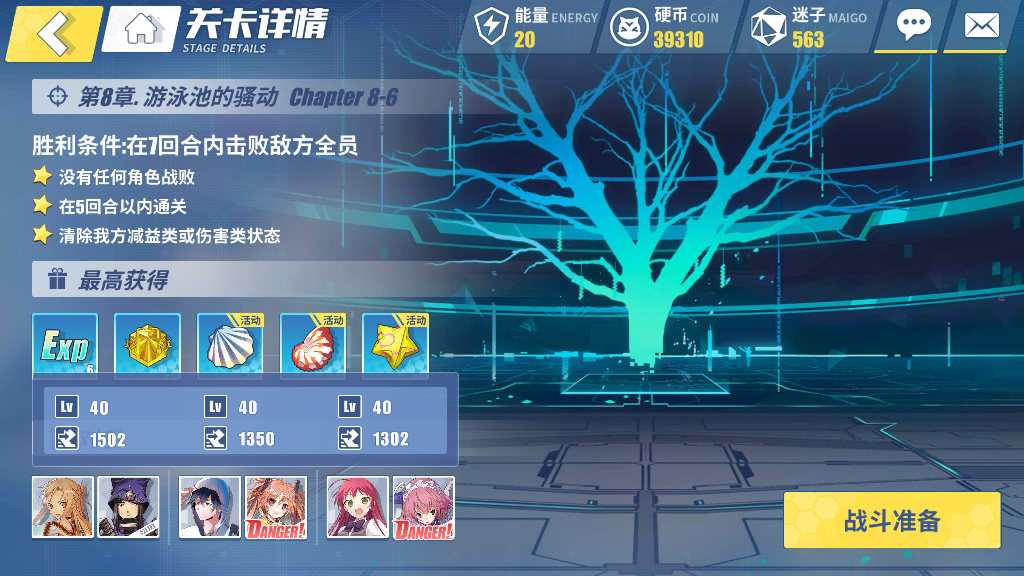 关卡详情
STAGE DETAILS
能量 ENERGY
20
硬币 COIN
39310
迷子 MAIGO
563
第8章. 游泳池的骚动 Chapter 8-6
胜利条件:在7回合内击败敌方全员
没有任何角色战败
在5回合以内通关
清除我方减益类或伤害类状态
最高获得
Exp
6
活动
活动
活动
Lv 40
Lv 40
Lv 40
1502
1350
1302
DANGER!
DANGER!
战斗准备